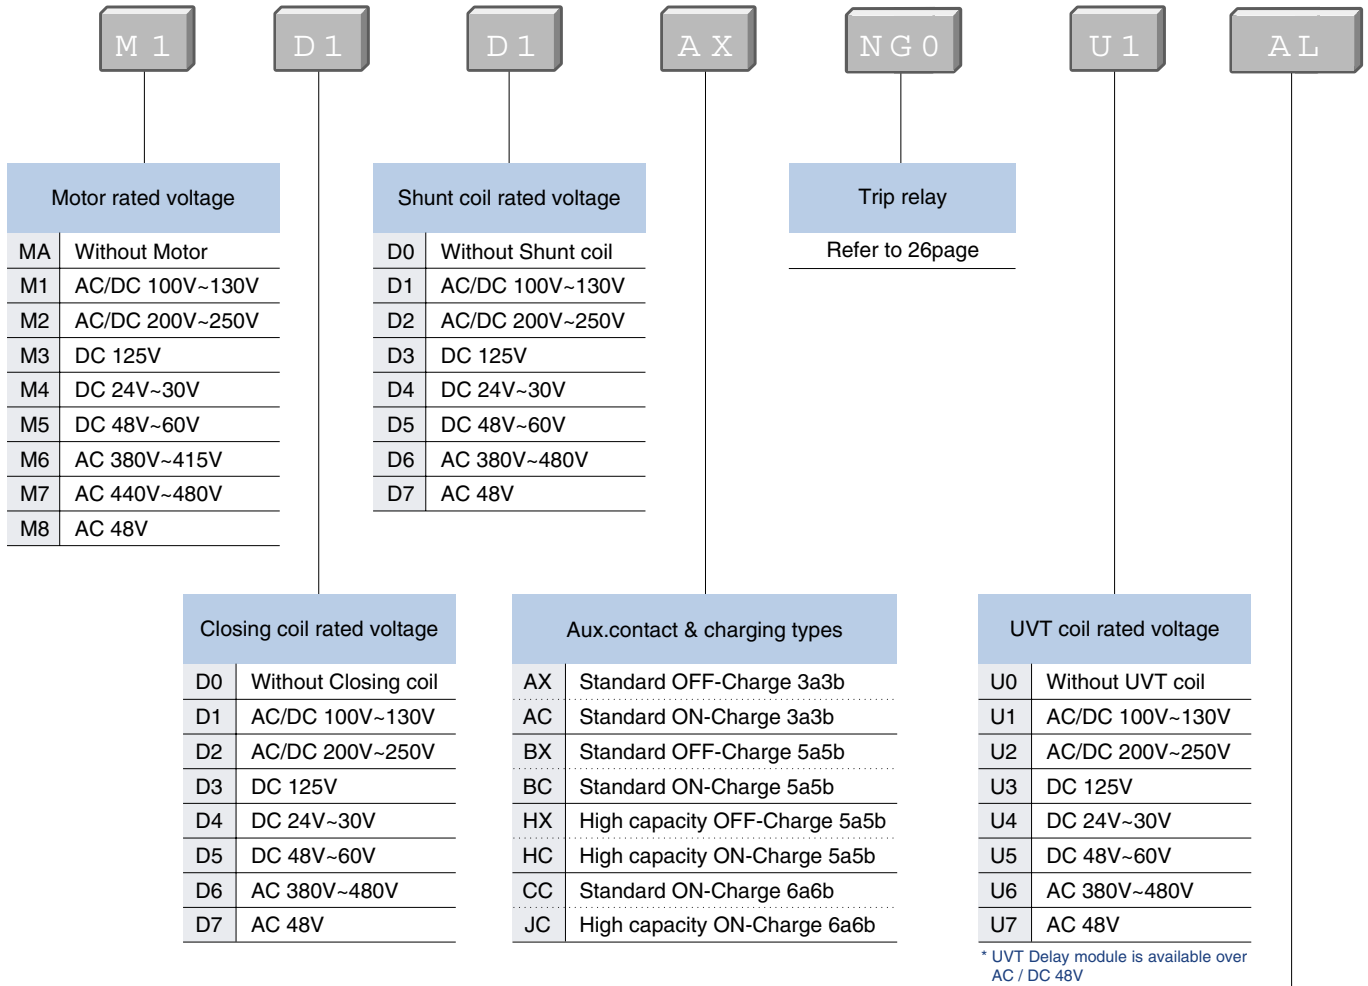 M1 D1 D1 AX NG0 U1 AL
Motor rated voltage
MA Without Motor
M1 AC/DC 100V~130V
M2 AC/DC 200V~250V
M3 DC 125V
M4 DC 24V~30V
M5 DC 48V~60V
M6 AC 380V~415V
M7 AC 440V~480V
M8 AC 48V
Shunt coil rated voltage
D0 Without Shunt coil
D1 AC/DC 100V~130V
D2 AC/DC 200V~250V
D3 DC 125V
D4 DC 24V~30V
D5 DC 48V~60V
D6 AC 380V~480V
D7 AC 48V
Trip relay
Refer to 26page
Closing coil rated voltage
D0 Without Closing coil
D1 AC/DC 100V~130V
D2 AC/DC 200V~250V
D3 DC 125V
D4 DC 24V~30V
D5 DC 48V~60V
D6 AC 380V~480V
D7 AC 48V
Aux.contact & charging types
AX Standard OFF-Charge 3a3b
AC Standard ON-Charge 3a3b
BX Standard OFF-Charge 5a5b
BC Standard ON-Charge 5a5b
HX High capacity OFF-Charge 5a5b
HC High capacity ON-Charge 5a5b
CC Standard ON-Charge 6a6b
JC High capacity ON-Charge 6a6b
UVT coil rated voltage
U0 Without UVT coil
U1 AC/DC 100V~130V
U2 AC/DC 200V~250V
U3 DC 125V
U4 DC 24V~30V
U5 DC 48V~60V
U6 AC 380V~480V
U7 AC 48V
* UVT Delay module is available over
AC / DC 48V